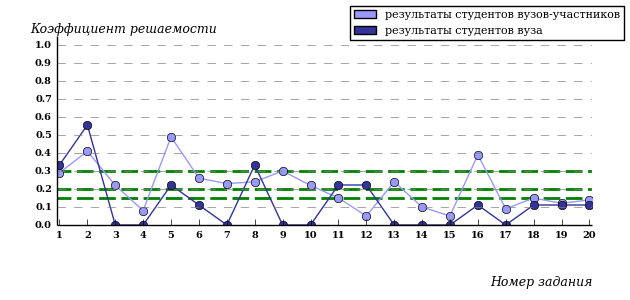 результаты студентов вузов-участников
результаты студентов вуза
Коэффициент решаемости
1.0
0.9
0.8
0.7
0.6
0.5
0.4
0.3
0.2
0.1
0.0
1 2 3 4 5 6 7 8 9 10 11 12 13 14 15 16 17 18 19 20
Номер задания